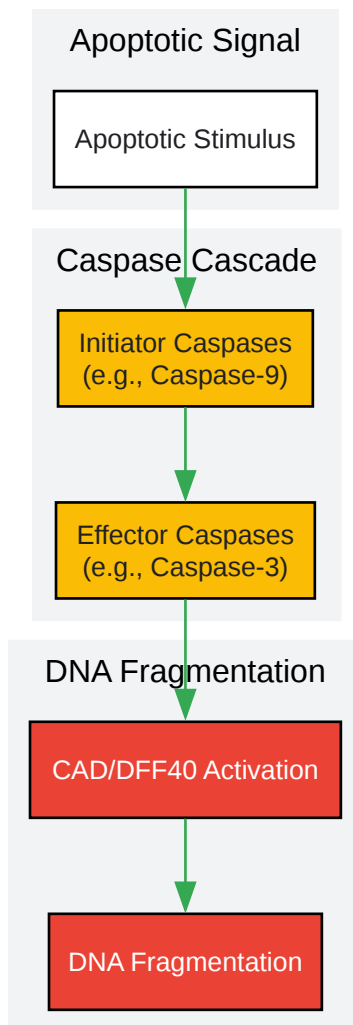 Apoptotic Signal
Apoptotic Stimulus
Caspase Cascade
Initiator Caspases
(e.g., Caspase-9)
Effector Caspases
(e.g., Caspase-3)
DNA Fragmentation
CAD/DFF40 Activation
DNA Fragmentation